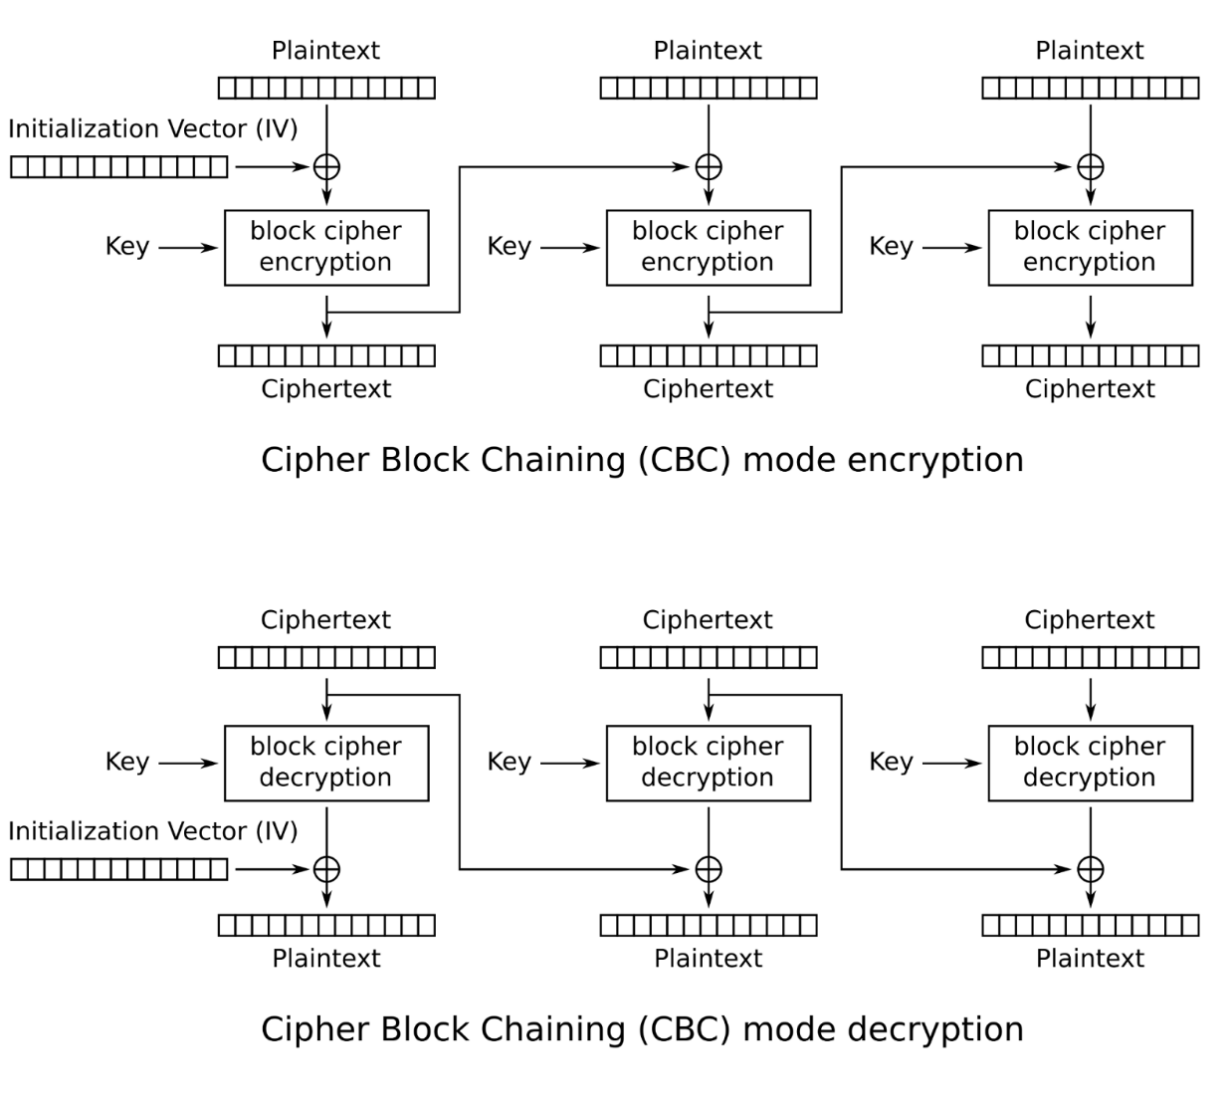 Plaintext
Plaintext
Plaintext
Initialization Vector (IV)
Key
block cipher
encryption
Key
block cipher
encryption
Key
block cipher
encryption
Ciphertext
Ciphertext
Ciphertext
Cipher Block Chaining (CBC) mode encryption
Ciphertext
Ciphertext
Ciphertext
Key
block cipher
decryption
Key
block cipher
decryption
Key
block cipher
decryption
Initialization Vector (IV)
Plaintext
Plaintext
Plaintext
Cipher Block Chaining (CBC) mode decryption